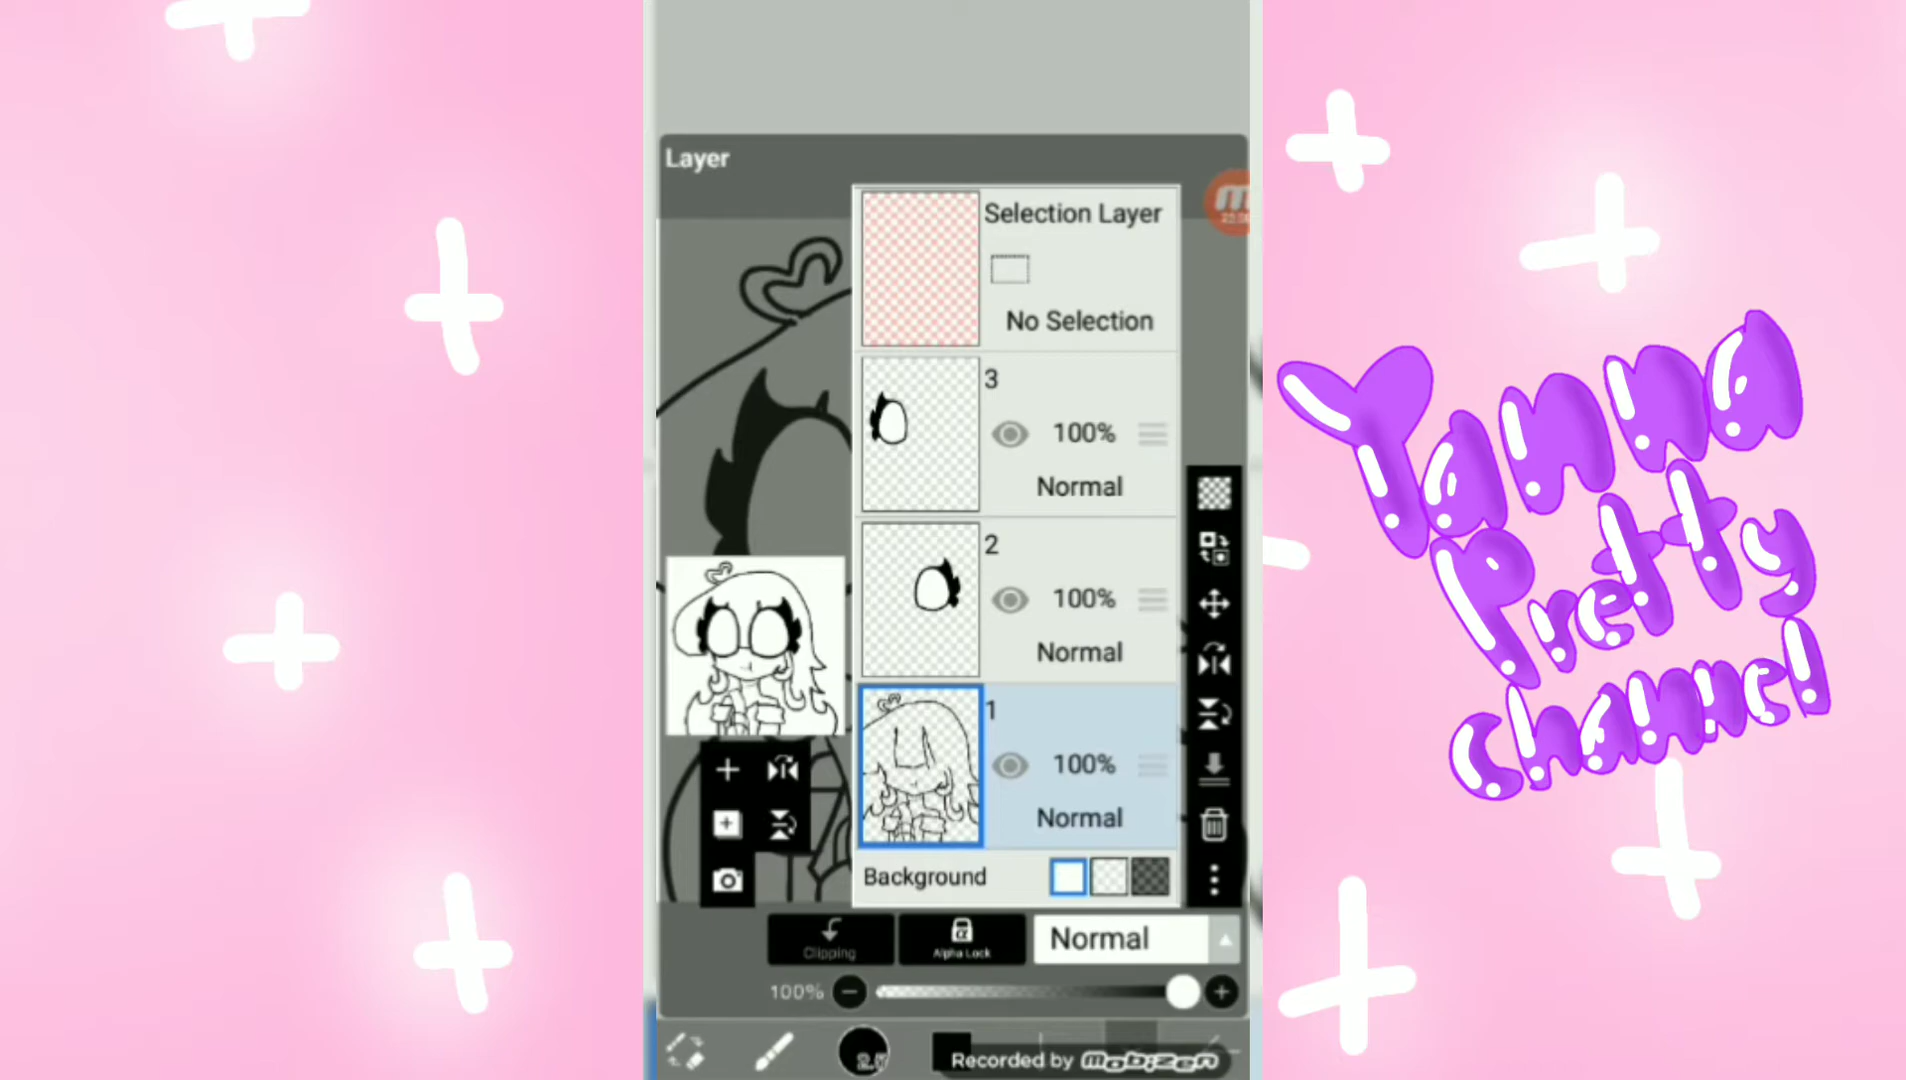 Layer
Selection Layer
No Selection
3
100%
Normal
2
100%
Normal
1
100%
Normal
Background
Clipping
Alpha Lock
Normal
100%
Recorded by mobizen
Yanna
Pretty
channel